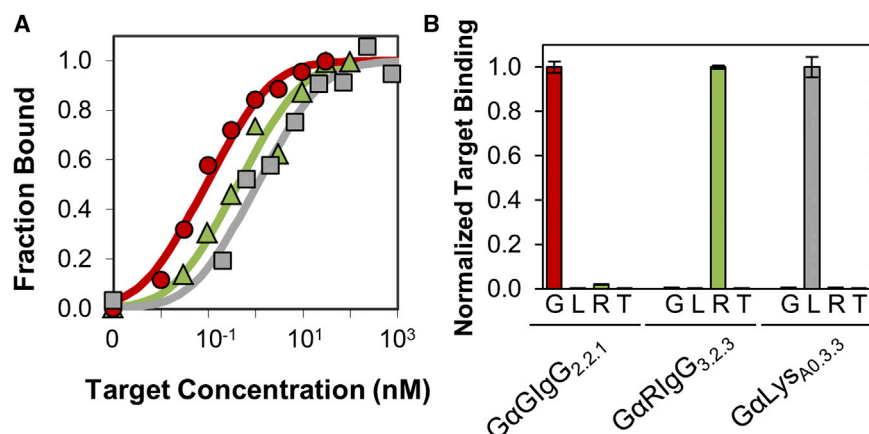 A
Fraction Bound
1.0
0.8
0.6
0.4
0.2
0.0
0 10⁻¹ 10¹ 10³
Target Concentration (nM)
B
Normalized Target Binding
1.0
0.8
0.6
0.4
0.2
0.0
G L R T G L R T G L R T
GαGIgG2.2.1
GαRIgG3.2.3
GαLysA0.3.3